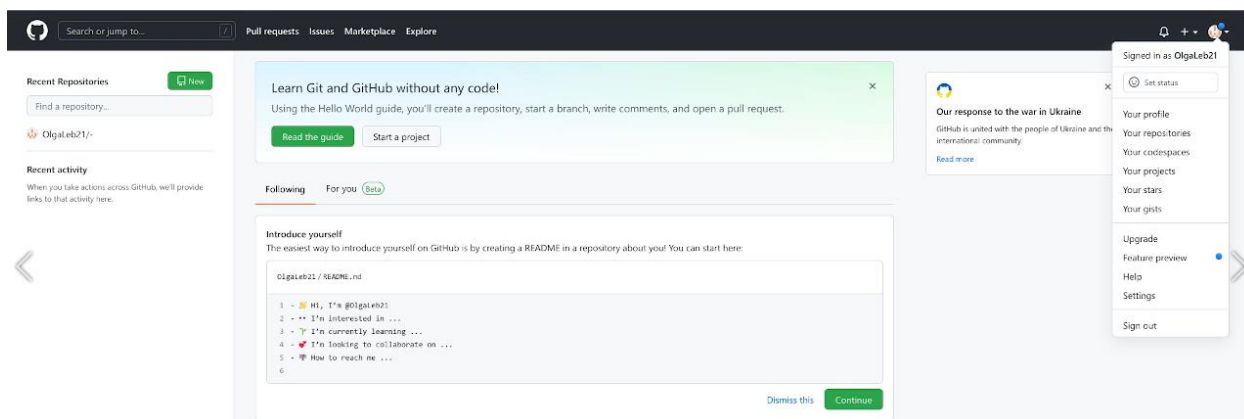 Search or jump to... /
Pull requests Issues Marketplace Explore
Recent Repositories
New
Find a repository...
OlgaLeb21/-
Recent activity
When you take actions across GitHub, we'll provide
links to that activity here.
Learn Git and GitHub without any code!
Using the Hello World guide, you'll create a repository, start a branch, write comments, and open a pull request.
Read the guide
Start a project
Following
For you Beta
Introduce yourself
The easiest way to introduce yourself on GitHub is by creating a README in a repository about you! You can start here:
OlgaLeb21 / README.md
1 - 👋 Hi, I'm @OlgaLeb21
2 - 👀 I'm interested in ...
3 - 🌱 I'm currently learning ...
4 - 💞️ I'm looking to collaborate on ...
5 - 📫 How to reach me ...
6
Dismiss this
Continue
Our response to the war in Ukraine
GitHub is united with the people of Ukraine and the
international community.
Read more
Signed in as OlgaLeb21
Set status
Your profile
Your repositories
Your codespaces
Your projects
Your stars
Your gists
Upgrade
Feature preview
Help
Settings
Sign out